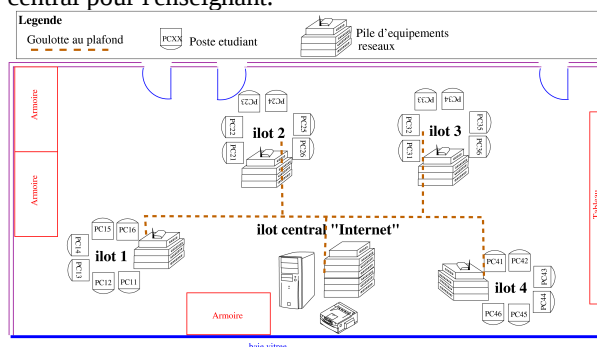 central pour l'enseignant.
Legende
Goulotte au plafond
PCXX
Poste etudiant
Pile d'equipements
reseaux
Armoire
Armoire
PC23
PC24
PC22
PC21
ilot 2
PC25
PC26
PC33
PC34
PC32
PC31
ilot 3
PC35
PC36
Tableau
ilot central "Internet"
PC15
PC16
PC14
PC13
ilot 1
PC12
PC11
PC41
PC42
PC43
PC44
ilot 4
PC46
PC45
Armoire
baie vitree